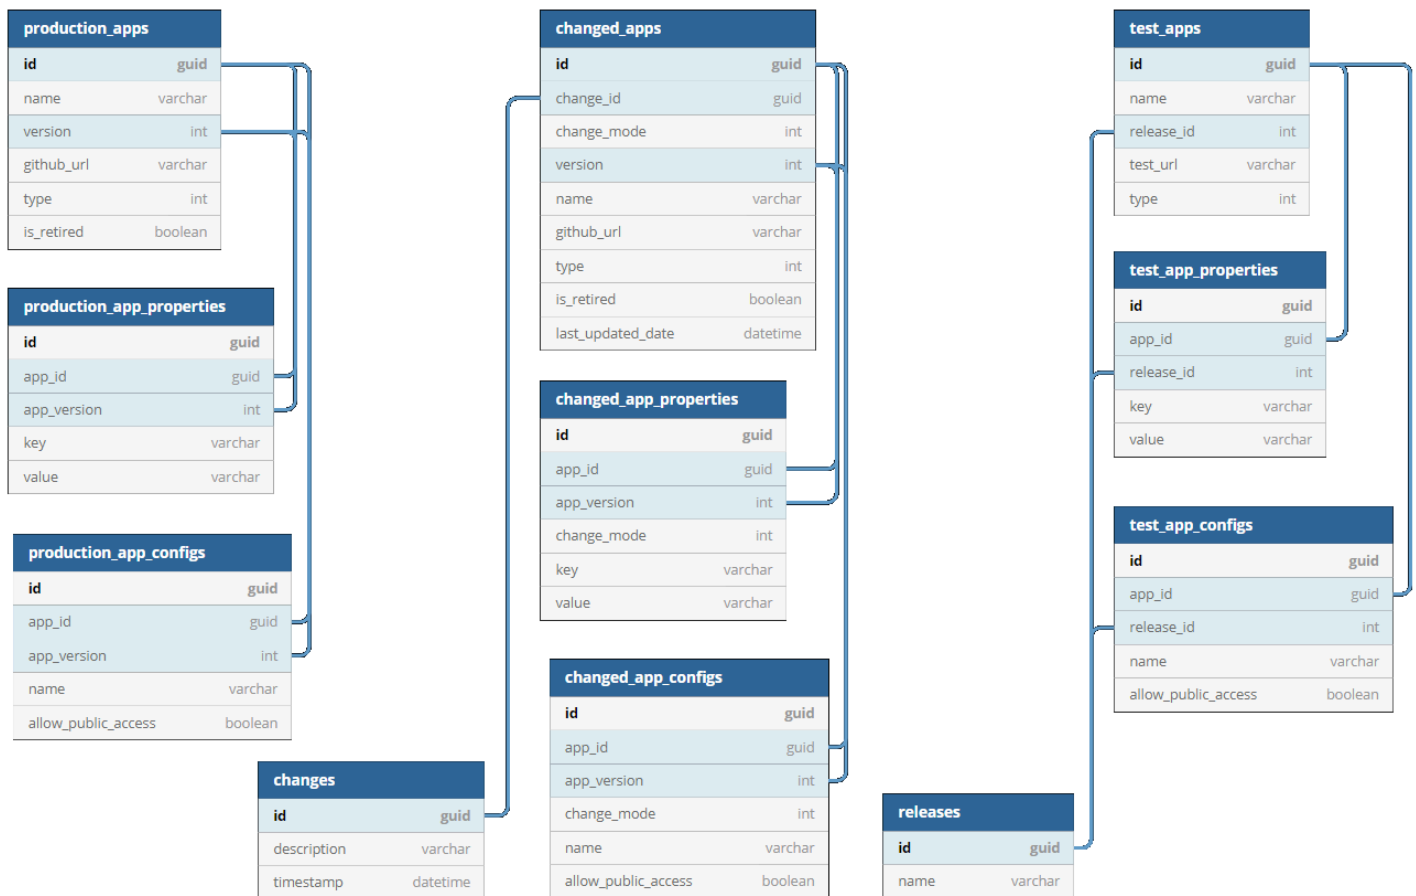 production_apps
id guid
name varchar
version int
github_url varchar
type int
is_retired boolean
production_app_properties
id guid
app_id guid
app_version int
key varchar
value varchar
production_app_configs
id guid
app_id guid
app_version int
name varchar
allow_public_access boolean
changes
id guid
description varchar
timestamp datetime
changed_apps
id guid
change_id guid
change_mode int
version int
name varchar
github_url varchar
type int
is_retired boolean
last_updated_date datetime
changed_app_properties
id guid
app_id guid
app_version int
change_mode int
key varchar
value varchar
changed_app_configs
id guid
app_id guid
app_version int
change_mode int
name varchar
allow_public_access boolean
releases
id guid
name varchar
test_apps
id guid
name varchar
release_id int
test_url varchar
type int
test_app_properties
id guid
app_id guid
release_id int
key varchar
value varchar
test_app_configs
id guid
app_id guid
release_id int
name varchar
allow_public_access boolean